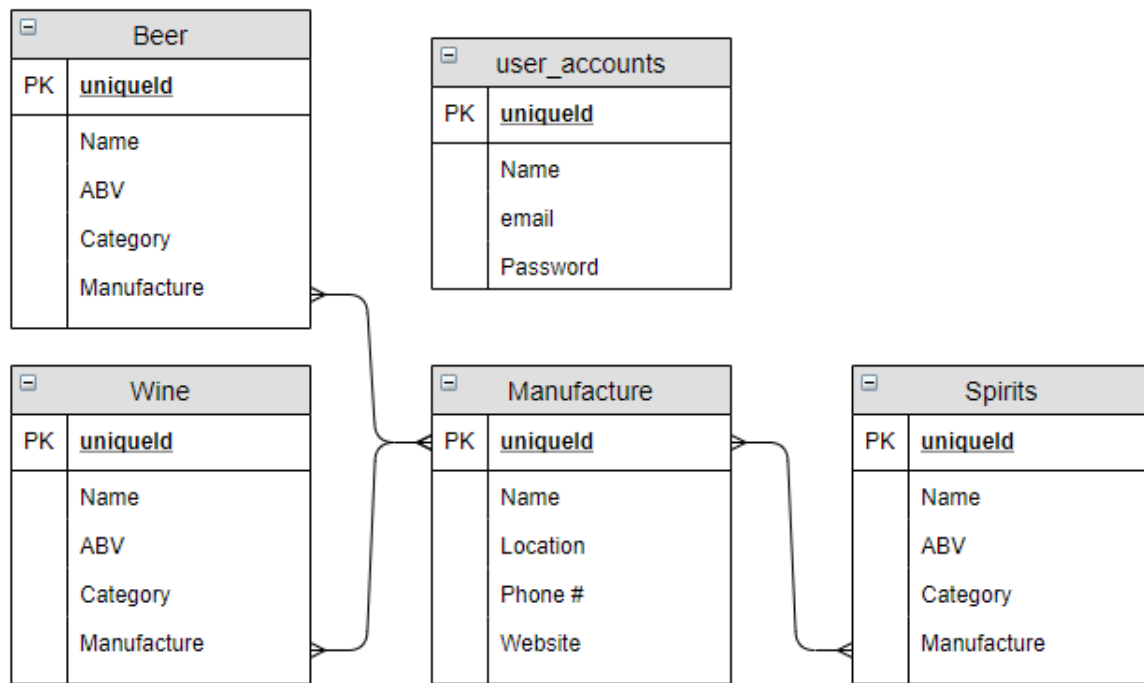 Beer
PK uniqueId
Name
ABV
Category
Manufacture
user_accounts
PK uniqueId
Name
email
Password
Wine
PK uniqueId
Name
ABV
Category
Manufacture
Manufacture
PK uniqueId
Name
Location
Phone #
Website
Spirits
PK uniqueId
Name
ABV
Category
Manufacture